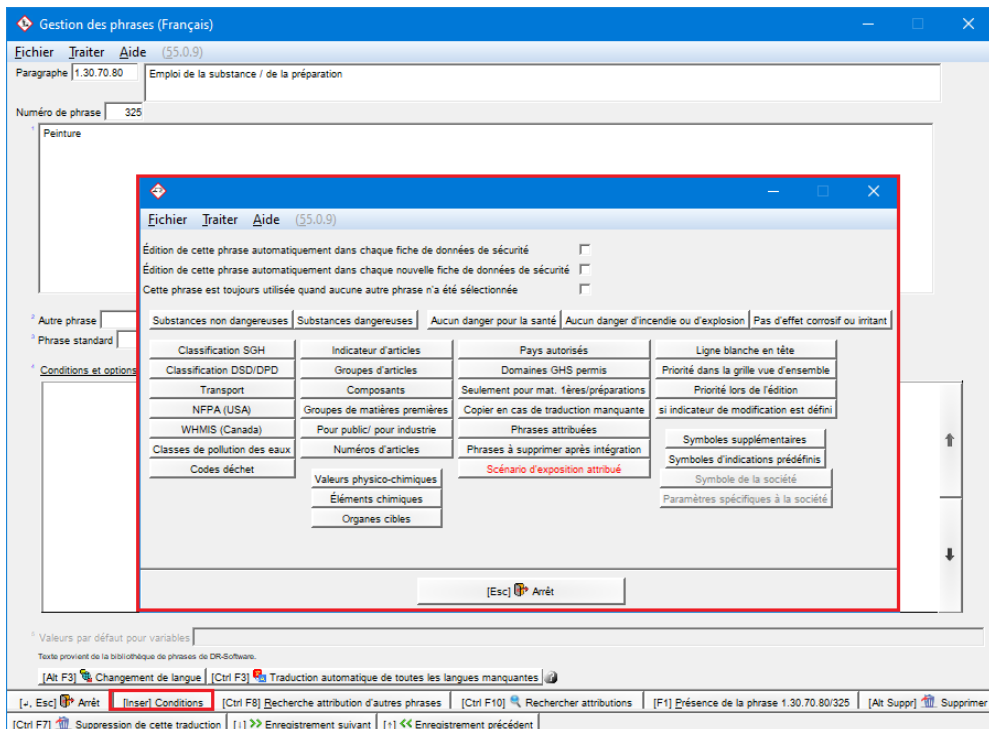 Gestion des phrases (Français)
Fichier Traiter Aide (55.0.9)
Paragraphe 1.30.70.80 Emploi de la substance / de la préparation
Numéro de phrase 325
1 Peinture
Fichier Traiter Aide (55.0.9)
Édition de cette phrase automatiquement dans chaque fiche de données de sécurité
Édition de cette phrase automatiquement dans chaque nouvelle fiche de données de sécurité
Cette phrase est toujours utilisée quand aucune autre phrase n'a été sélectionnée
2 Autre phrase Substances non dangereuses Substances dangereuses Aucun danger pour la santé Aucun danger d'incendie ou d'explosion Pas d'effet corrosif ou irritant
3 Phrase standard
Classification SGH Indicateur d'articles Pays autorisés Ligne blanche en tête
4 Conditions et options Classification DSD/DPD Groupes d'articles Domaines GHS permis Priorité dans la grille vue d'ensemble
Transport Composants Seulement pour mat. 1ères/préparations Priorité lors de l'édition
NFPA (USA) Groupes de matières premières Copier en cas de traduction manquante si indicateur de modification est défini
WHMIS (Canada) Pour public/ pour industrie Phrases attribuées
Symboles supplémentaires
Classes de pollution des eaux Numéros d'articles Phrases à supprimer après intégration
Symboles d'indications prédéfinis
Codes déchet Scénario d'exposition attribué
Valeurs physico-chimiques Symbole de la société
Éléments chimiques Paramètres spécifiques à la société
Organes cibles
[Esc] Arrêt
5 Valeurs par défaut pour variables
Texte provient de la bibliothèque de phrases de DR-Software.
[Alt F3] Changement de langue [Ctrl F3] Traduction automatique de toutes les langues manquantes
[↲, Esc] Arrêt [Inser] Conditions [Ctrl F8] Recherche attribution d'autres phrases [Ctrl F10] Rechercher attributions [F1] Présence de la phrase 1.30.70.80/325 [Alt Suppr] Supprimer
[Ctrl F7] Suppression de cette traduction [↓] Enregistrement suivant [↑] Enregistrement précédent